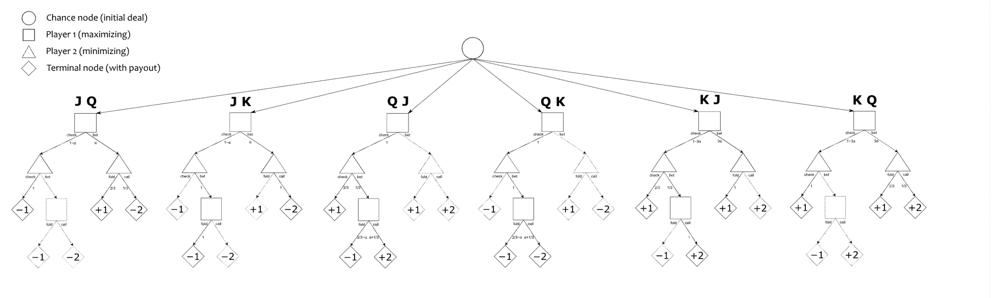 Chance node (initial deal)
Player 1 (maximizing)
Player 2 (minimizing)
Terminal node (with payout)
J Q J K Q J Q K K J K Q
check bet check bet check bet check bet check bet check bet
1−α α 1−α α 1 1 1−3α 3α 1−3α 3α
check bet fold call check bet fold call check bet fold call check bet fold call check bet fold call check bet fold call
1 2/3 1/3 1 1 2/3 1/3 1 2/3 1/3 1 1 2/3 1/3
−1 +1 −2 −1 +1 −2 +1 +1 +2 −1 +1 −2 +1 +1 +2 +1 +1 +2
fold call fold call fold call fold call fold call fold call
1 2/3−α α+1/3 2/3−α α+1/3 1
−1 −2 −1 −2 −1 +2 −1 −2 −1 +2 −1 +2